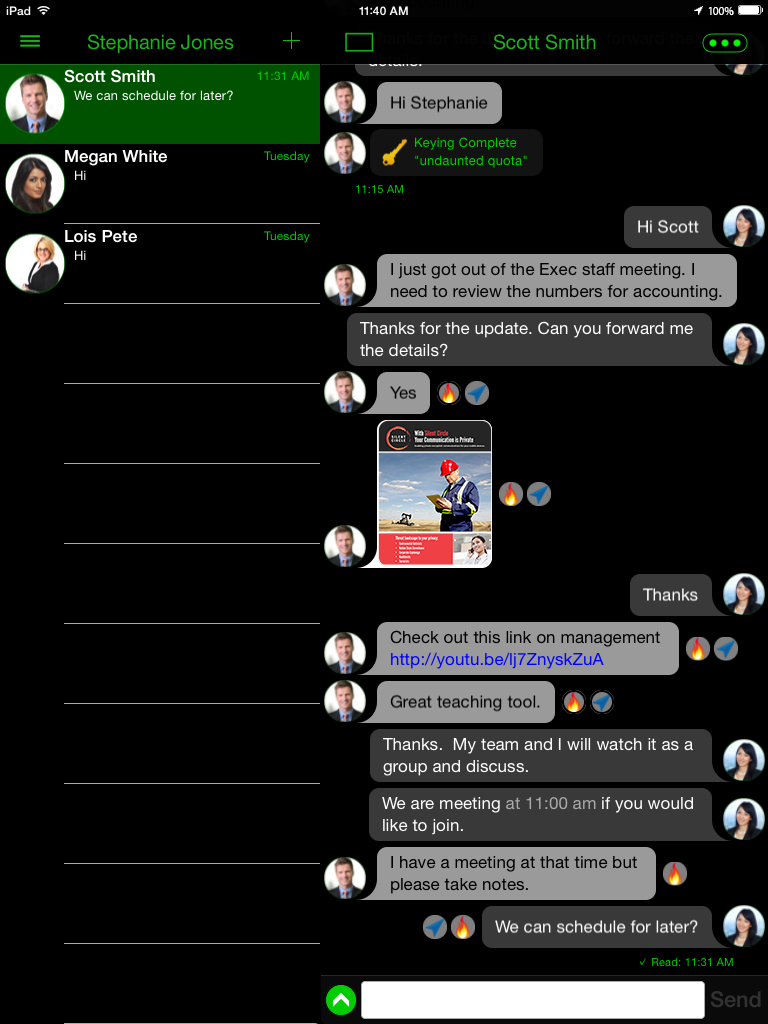 iPad
11:40 AM
100%
Stephanie Jones
+
Scott Smith
Scott Smith
11:31 AM
We can schedule for later?
Megan White
Tuesday
Hi
Lois Pete
Tuesday
Hi
details.
Hi Stephanie
Keying Complete
"undaunted quota"
11:15 AM
Hi Scott
I just got out of the Exec staff meeting. I
need to review the numbers for accounting.
Thanks for the update. Can you forward me
the details?
Yes
SILENT
CIRCLE
With Silent Circle
Your Communication is Private
Thanks
Check out this link on management
http://youtu.be/lj7ZnyskZuA
Great teaching tool.
Thanks.  My team and I will watch it as a
group and discuss.
We are meeting at 11:00 am if you would
like to join.
I have a meeting at that time but
please take notes.
We can schedule for later?
✓ Read: 11:31 AM
Send